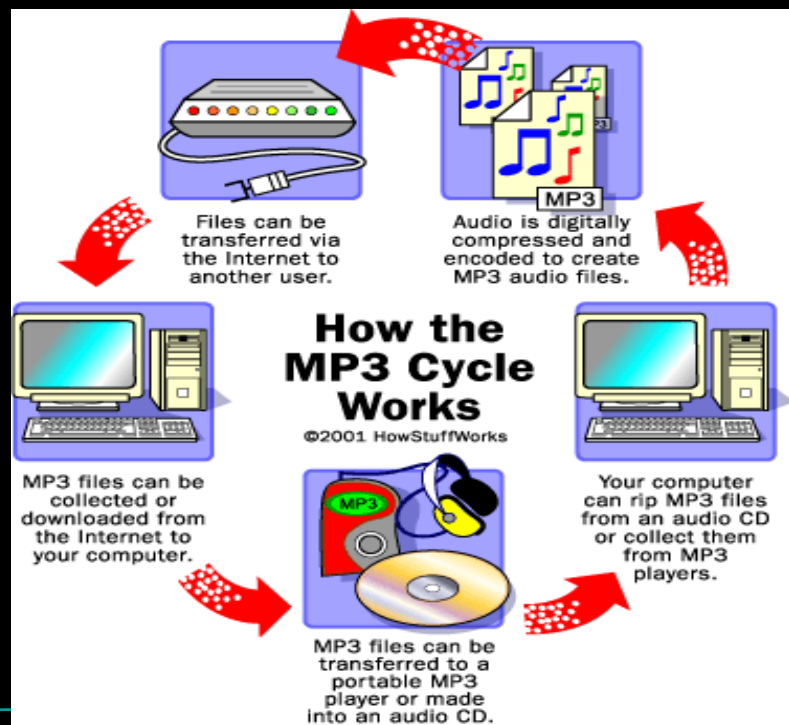 MP3
Files can be
transferred via
the Internet to
another user.
Audio is digitally
compressed and
encoded to create
MP3 audio files.
How the
MP3 Cycle
Works
©2001 HowStuffWorks
MP3 files can be
collected or
downloaded from
the Internet to
your computer.
MP3
Your computer
can rip MP3 files
from an audio CD
or collect them
from MP3
players.
MP3 files can be
transferred to a
portable MP3
player or made
into an audio CD.